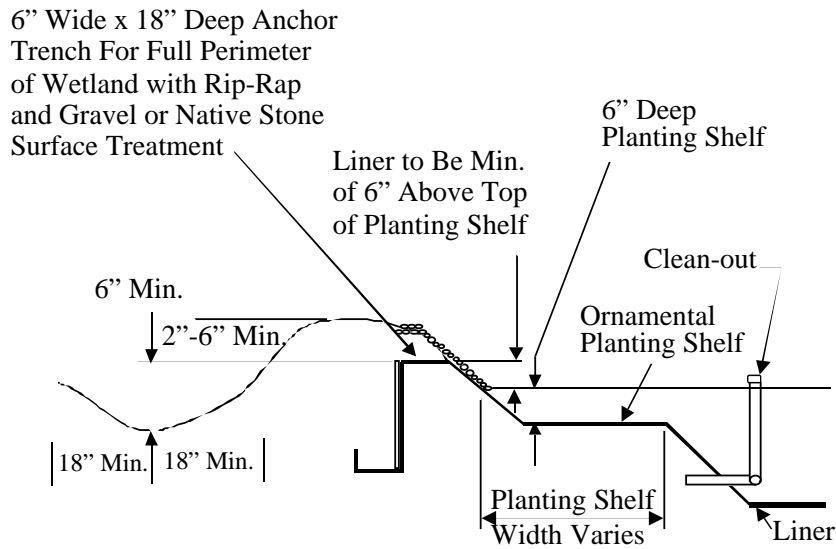 6” Wide x 18” Deep Anchor
Trench For Full Perimeter
of Wetland with Rip-Rap
and Gravel or Native Stone
Surface Treatment
6” Deep
Planting Shelf
Liner to Be Min.
of 6” Above Top
of Planting Shelf
Clean-out
6” Min.
2”-6” Min.
Ornamental
Planting Shelf
18” Min.
18” Min.
Planting Shelf
Width Varies
Liner